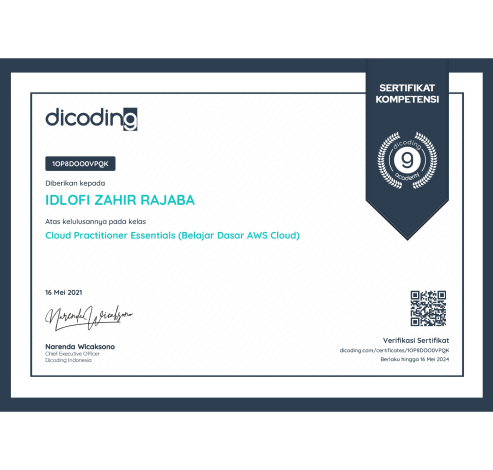 SERTIFIKAT
KOMPETENSI
dicoding
dicoding
academy
1OP8DOO0VPQK
Diberikan kepada
IDLOFI ZAHIR RAJABA
Atas kelulusannya pada kelas
Cloud Practitioner Essentials (Belajar Dasar AWS Cloud)
16 Mei 2021
Narenda Wicaksono
Narenda Wicaksono
Chief Executive Officer
Dicoding Indonesia
Verifikasi Sertifikat
dicoding.com/certificates/1OP8DOO0VPQK
Berlaku hingga 16 Mei 2024